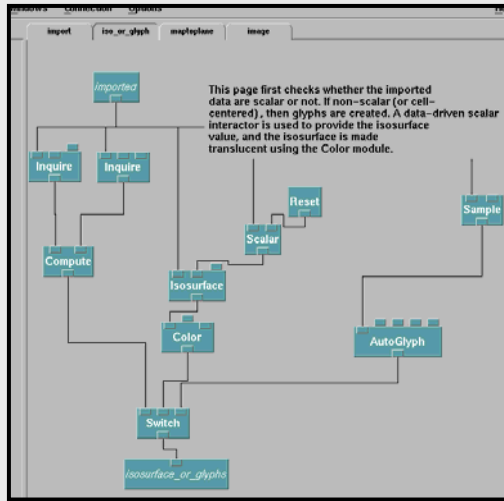 Connection Options
import iso_or_glyph maptoplane image
imported
This page first checks whether the imported
data are scalar or not. If non-scalar (or cell-
centered), then glyphs are created. A data-driven scalar
interactor is used to provide the isosurface
value, and the isosurface is made
translucent using the Color module.
Inquire Inquire
Reset
Sample
Scalar
Compute
Isosurface
Color
AutoGlyph
Switch
isosurface_or_glyphs